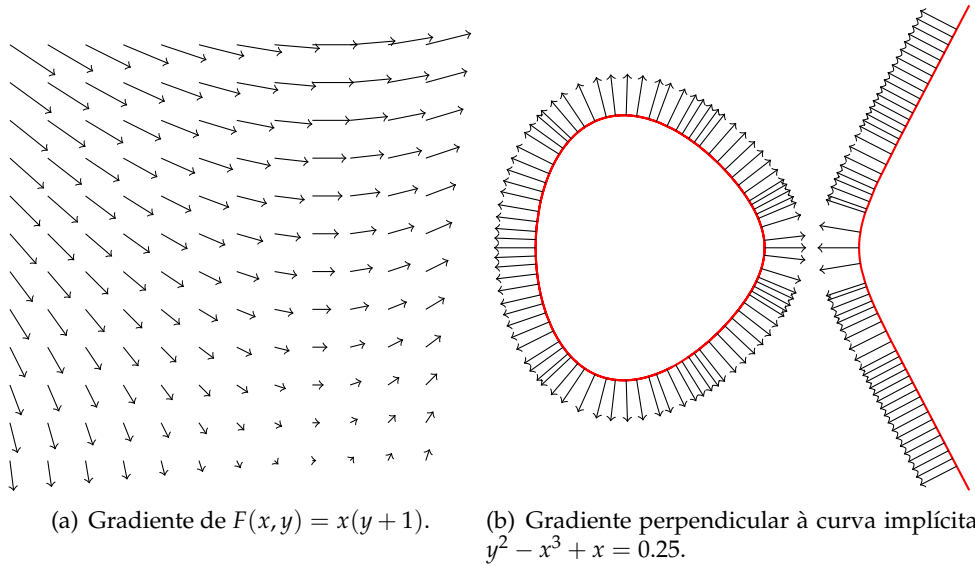 (a) Gradiente de F(x, y) = x(y + 1).
(b) Gradiente perpendicular à curva implícita
y² − x³ + x = 0.25.